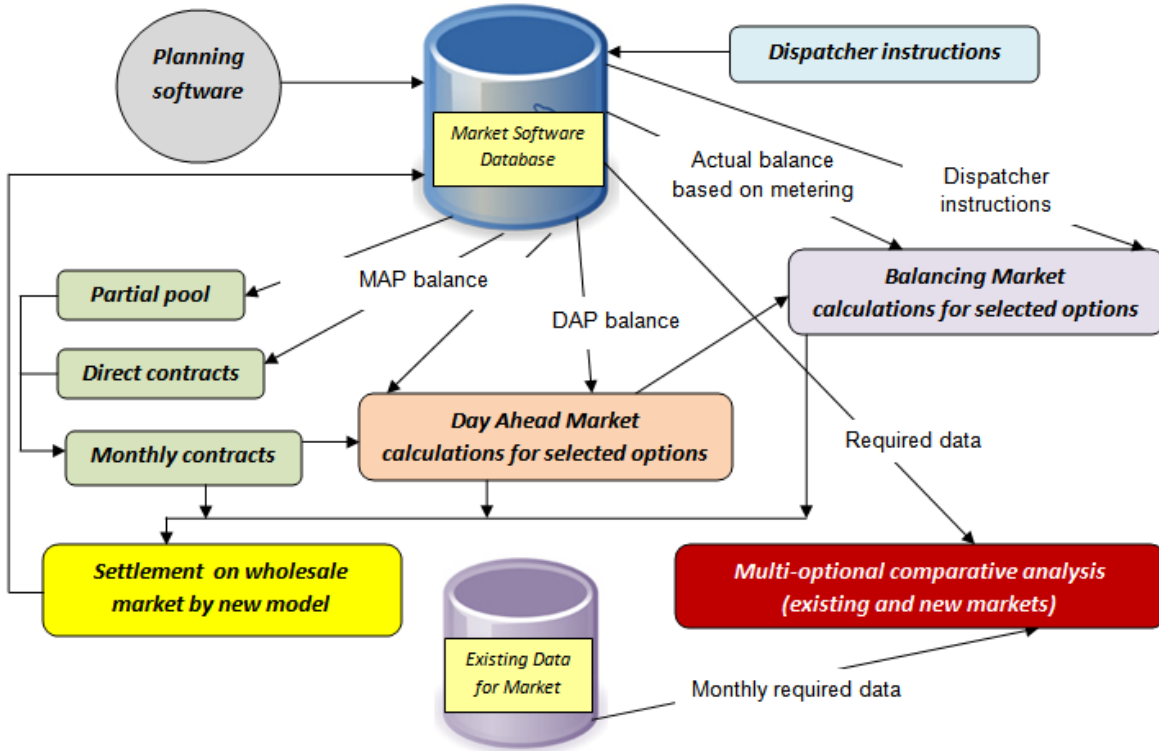 Planning
software
Dispatcher instructions
Market Software
Database
Actual balance
based on metering
Dispatcher
instructions
MAP balance
Partial pool
DAP balance
Balancing Market
calculations for selected options
Direct contracts
Day Ahead Market
calculations for selected options
Monthly contracts
Required data
Settlement on wholesale
market by new model
Multi-optional comparative analysis
(existing and new markets)
Existing Data
for Market
Monthly required data